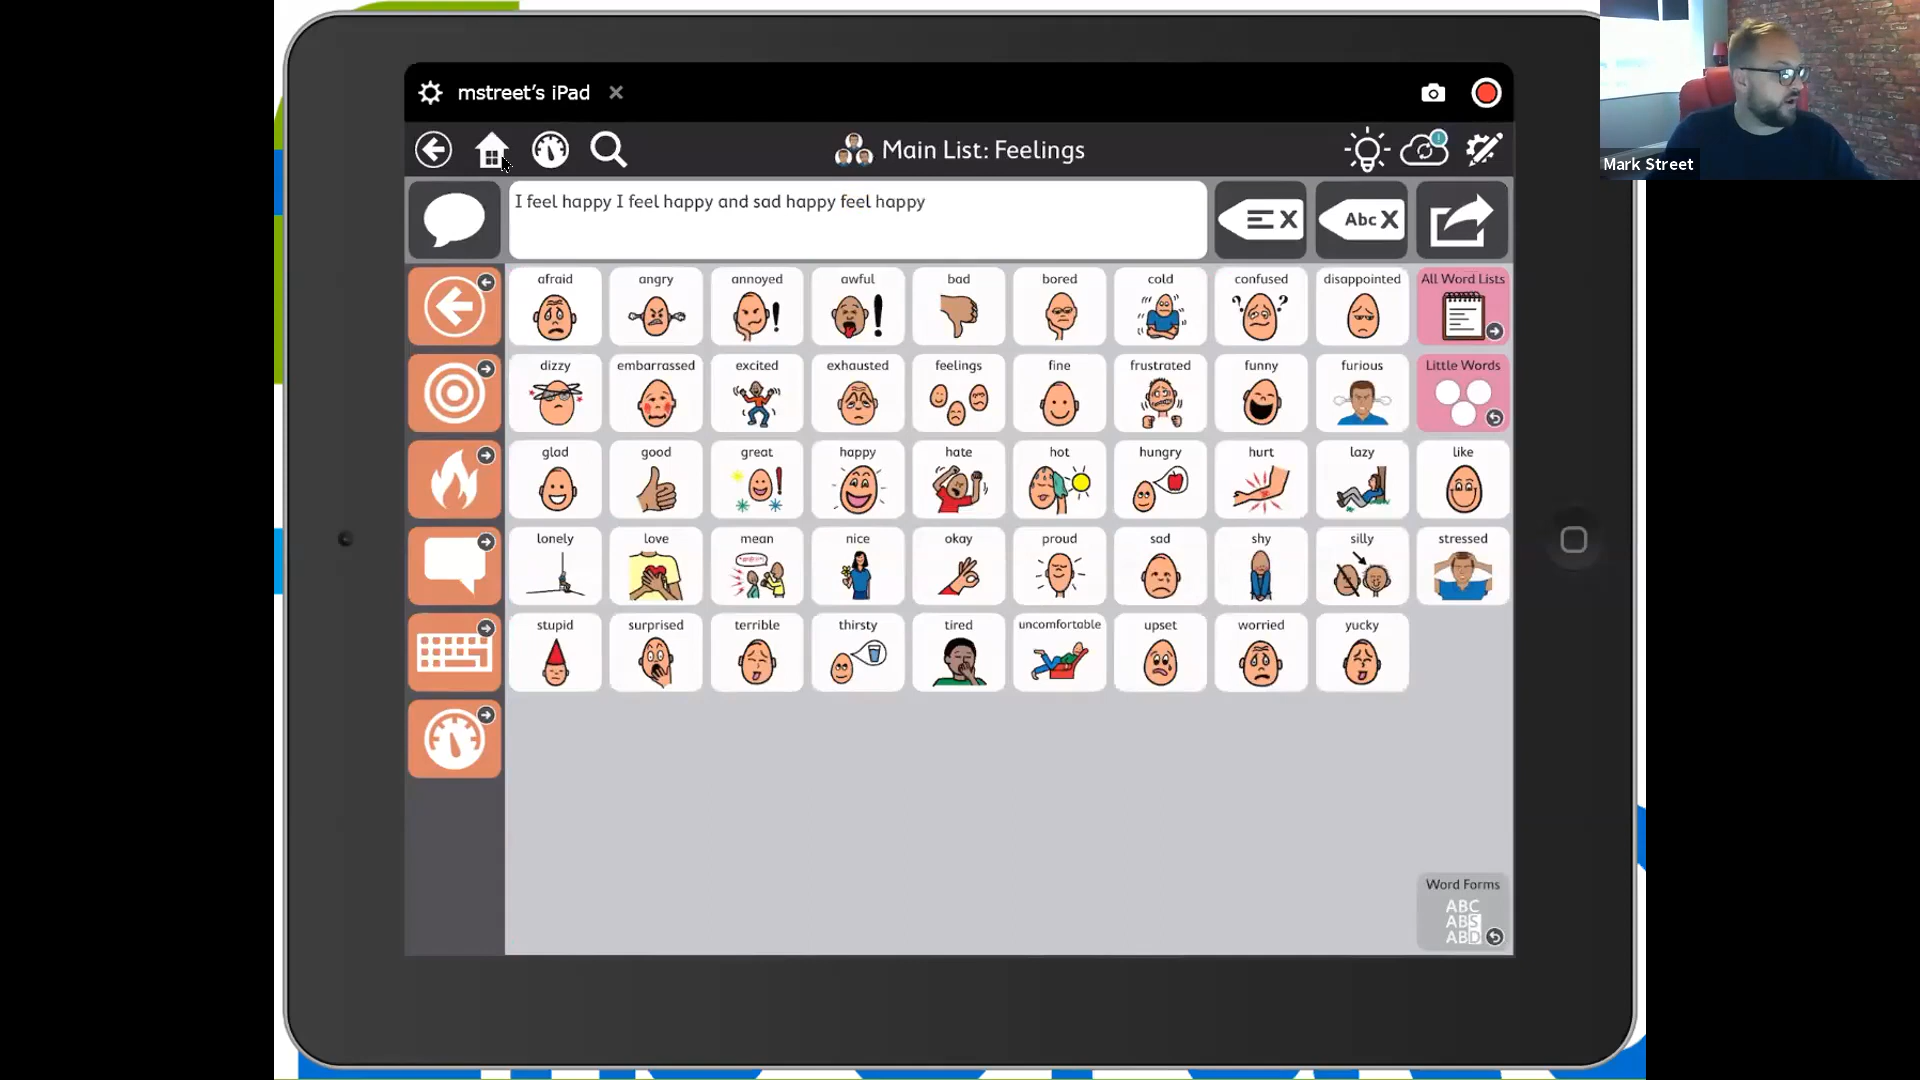 mstreet's iPad
Main List: Feelings
Mark Street
I feel happy I feel happy and sad happy feel happy
Abc X
afraid angry annoyed awful bad bored cold confused disappointed All Word Lists
dizzy embarrassed excited exhausted feelings fine frustrated funny furious Little Words
glad good great happy hate hot hungry hurt lazy like
lonely love mean nice okay proud sad shy silly stressed
stupid surprised terrible thirsty tired uncomfortable upset worried yucky
Word Forms
ABC
ABS
ABD